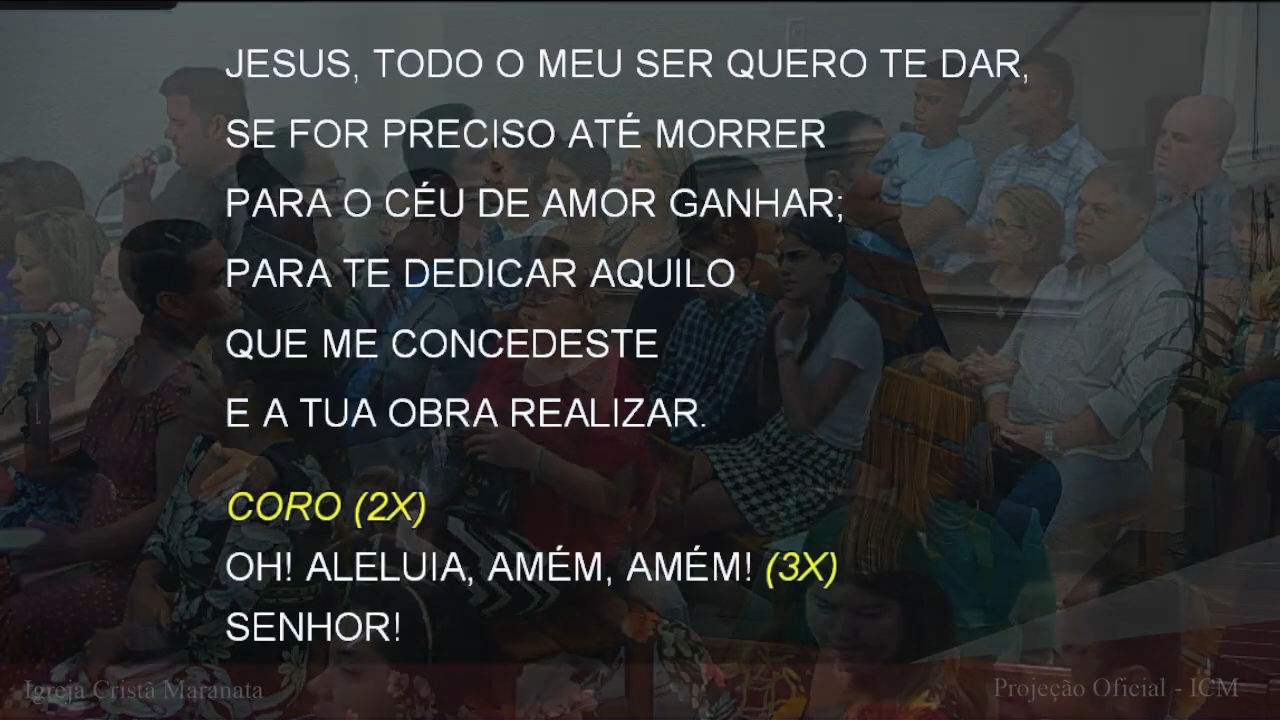 JESUS, TODO O MEU SER QUERO TE DAR,
SE FOR PRECISO ATÉ MORRER
PARA O CÉU DE AMOR GANHAR;
PARA TE DEDICAR AQUILO
QUE ME CONCEDESTE
E A TUA OBRA REALIZAR.
CORO (2X)
OH! ALELUIA, AMÉM, AMÉM! (3X)
SENHOR!
Igreja Cristã Maranata
Projeção Oficial - ICM